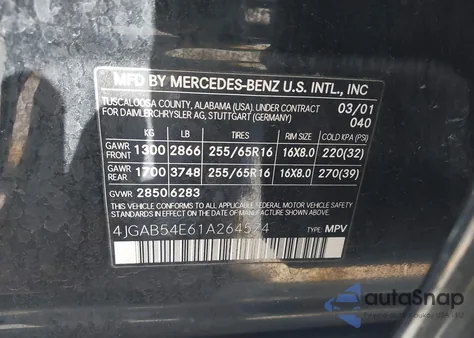 MFD BY MERCEDES-BENZ U.S. INTL., INC
TUSCALOOSA COUNTY, ALABAMA (USA). UNDER CONTRACT 03/01
FOR DAIMLERCHRYSLER AG, STUTTGART (GERMANY) 040
KG LB TIRES RIM SIZE COLD KPA (PSI)
GAWR FRONT 1300 2866 255/65R16 16X8.0 220(32)
GAWR REAR 1700 3748 255/65R16 16X8.0 270(39)
GVWR 2850 6283
THIS VEHICLE CONFORMS TO ALL APPLICABLE FEDERAL
MOTOR VEHICLE SAFETY STANDARDS IN EFFECT ON THE
DATE OF MANUFACTURE SHOWN ABOVE.
4JGAB54E61A264574 TYPE: MPV
autoSnap